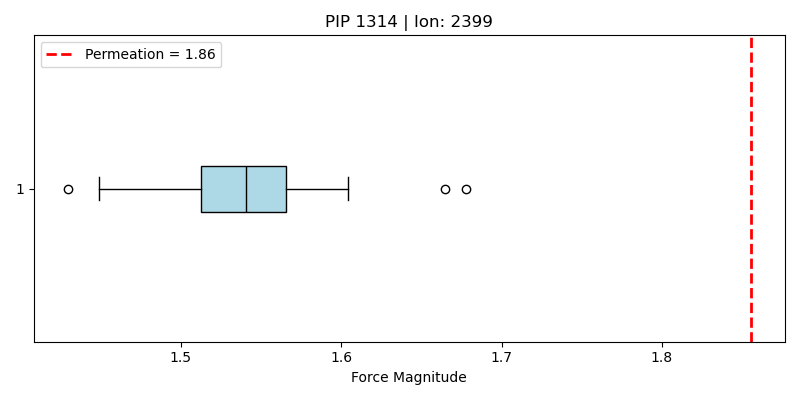 PIP 1314 | Ion: 2399
Permeation = 1.86
1
1.5 1.6 1.7 1.8
Force Magnitude